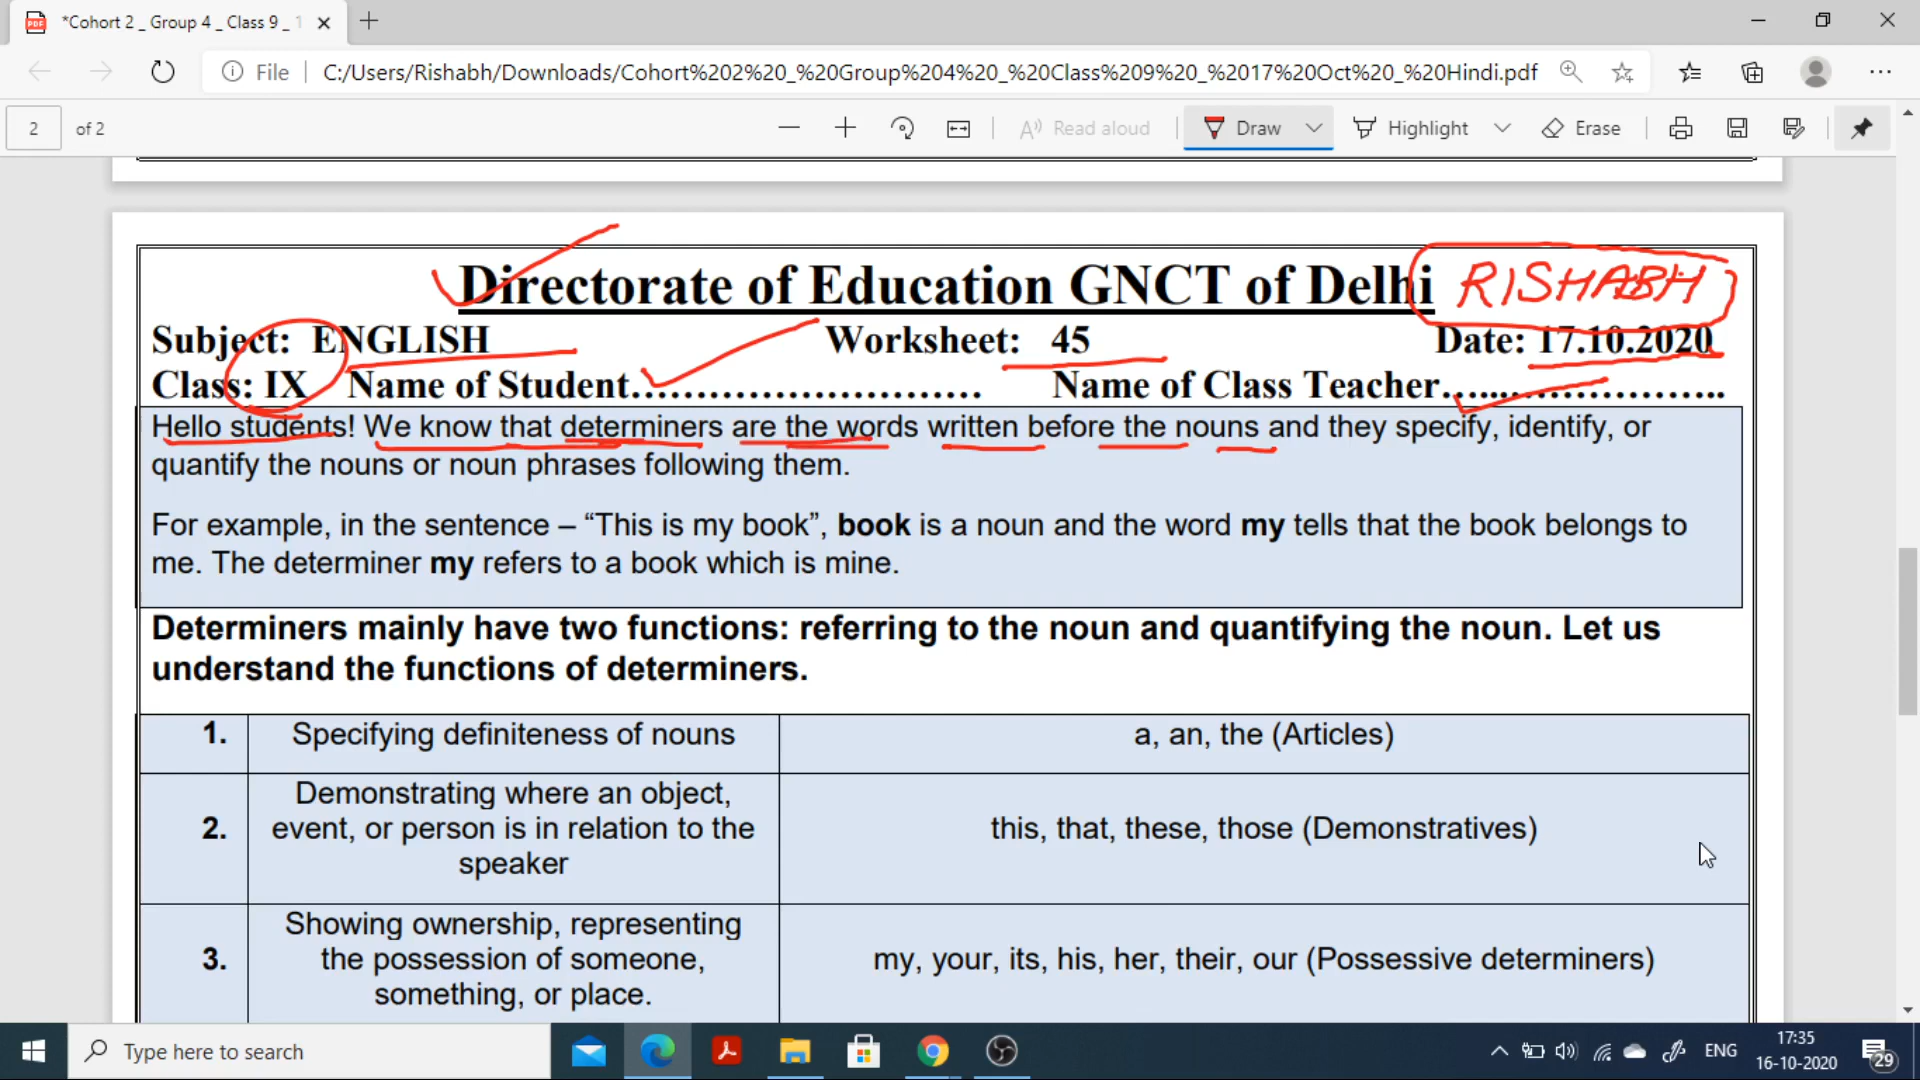 *Cohort 2 _ Group 4 _ Class 9 _ 1
File
C:/Users/Rishabh/Downloads/Cohort%202%20_%20Group%204%20_%20Class%209%20_%2017%20Oct%20_%20Hindi.pdf
2 of 2
Read aloud
Draw
Highlight
Erase
Directorate of Education GNCT of Delhi
RISHABH
Subject: ENGLISH Worksheet: 45 Date: 17.10.2020
Class: IX Name of Student………………………… Name of Class Teacher…...………………..
Hello students! We know that determiners are the words written before the nouns and they specify, identify, or
quantify the nouns or noun phrases following them.
For example, in the sentence – “This is my book”, book is a noun and the word my tells that the book belongs to
me. The determiner my refers to a book which is mine.
Determiners mainly have two functions: referring to the noun and quantifying the noun. Let us
understand the functions of determiners.
1. Specifying definiteness of nouns a, an, the (Articles)
Demonstrating where an object,
2. event, or person is in relation to the this, that, these, those (Demonstratives)
speaker
Showing ownership, representing
3. the possession of someone, my, your, its, his, her, their, our (Possessive determiners)
something, or place.
Type here to search
ENG
17:35
16-10-2020
29